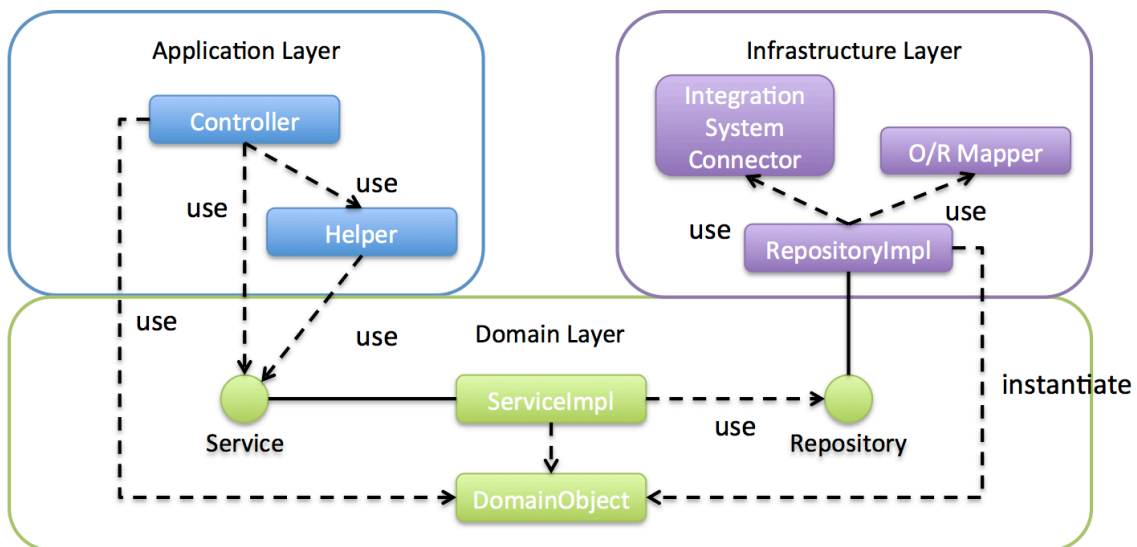 Application Layer
Infrastructure Layer
Controller
Integration
System
Connector
O/R Mapper
use
use
Helper
use
use
RepositoryImpl
use
use
Domain Layer
instantiate
ServiceImpl
use
Service
Repository
DomainObject